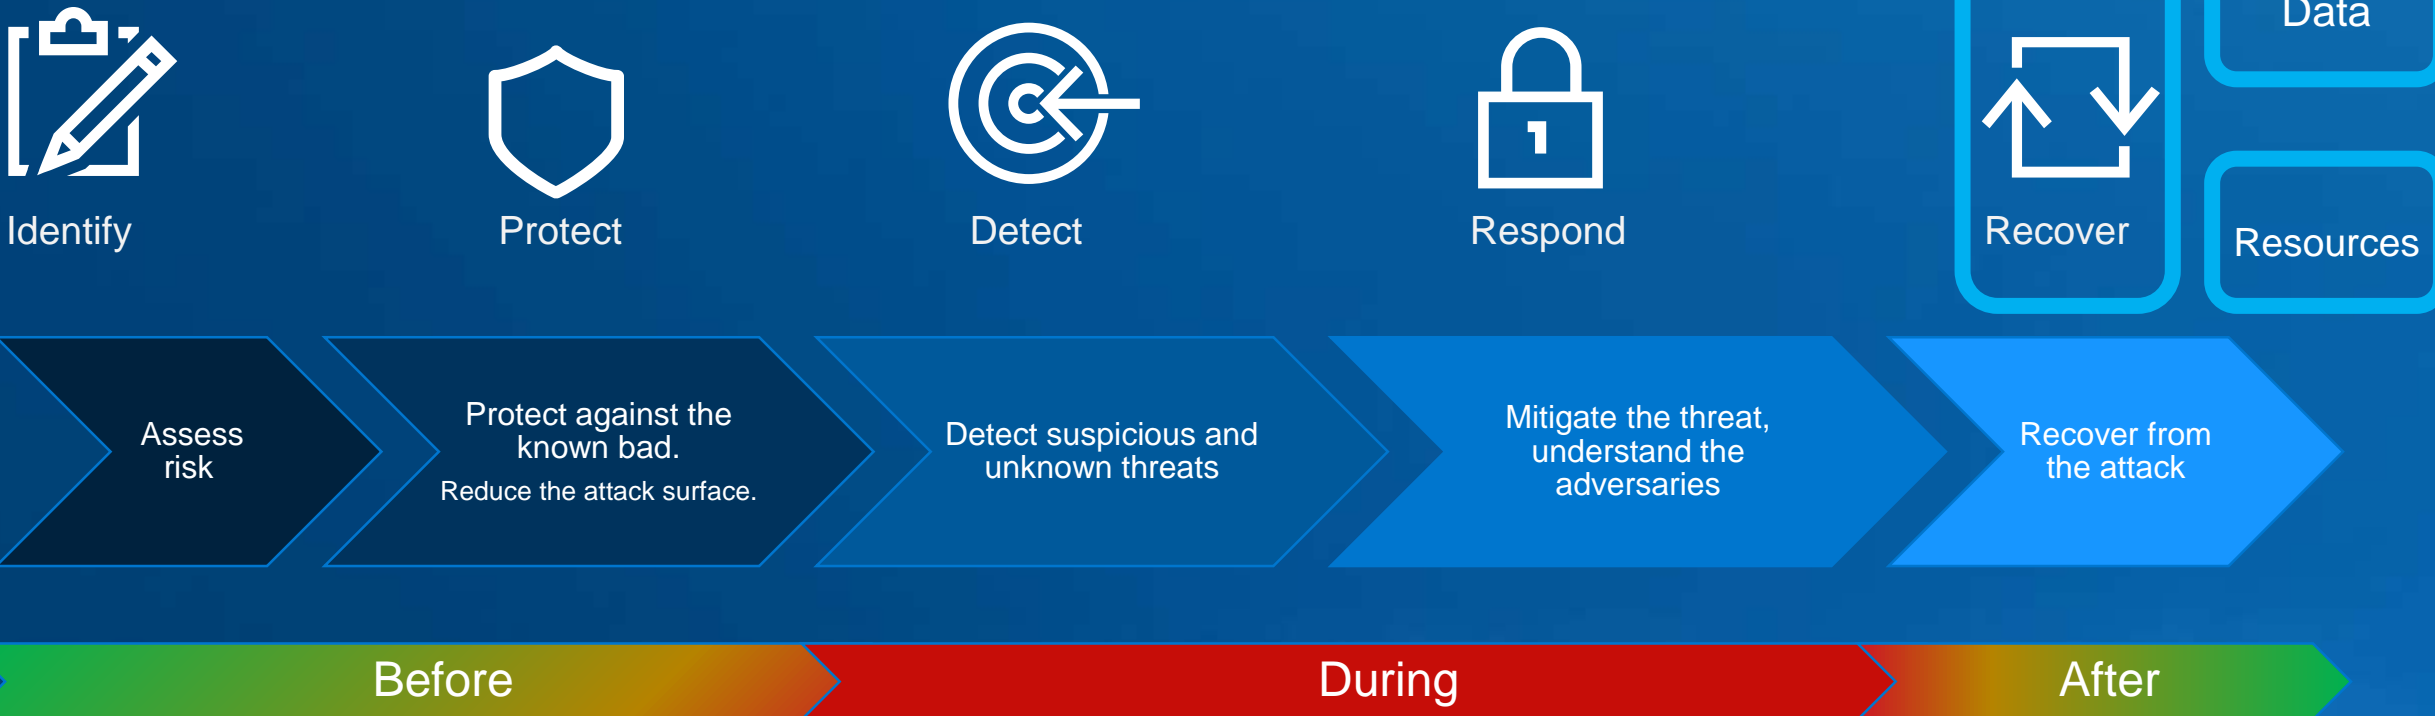 Data
Identify
Protect
Detect
Respond
Recover
Resources
Assess
risk
Protect against the
known bad.
Reduce the attack surface.
Detect suspicious and
unknown threats
Mitigate the threat,
understand the
adversaries
Recover from
the attack
Before
During
After